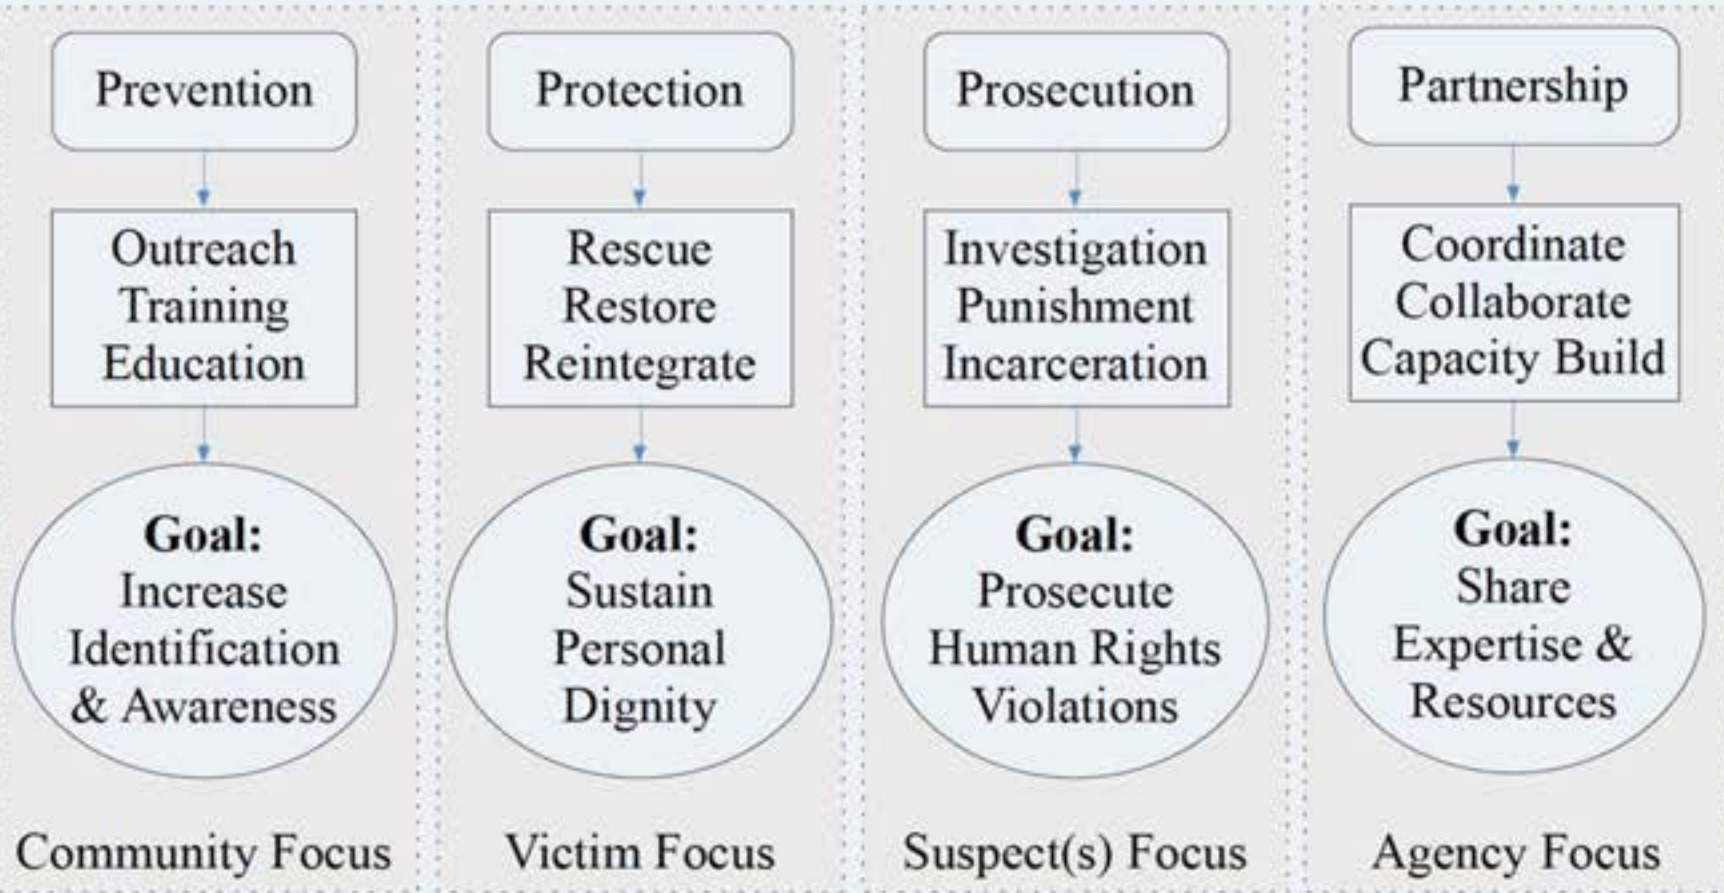 Prevention
Outreach
Training
Education
Goal:
Increase
Identification
& Awareness
Community Focus
Protection
Rescue
Restore
Reintegrate
Goal:
Sustain
Personal
Dignity
Victim Focus
Prosecution
Investigation
Punishment
Incarceration
Goal:
Prosecute
Human Rights
Violations
Suspect(s) Focus
Partnership
Coordinate
Collaborate
Capacity Build
Goal:
Share
Expertise &
Resources
Agency Focus